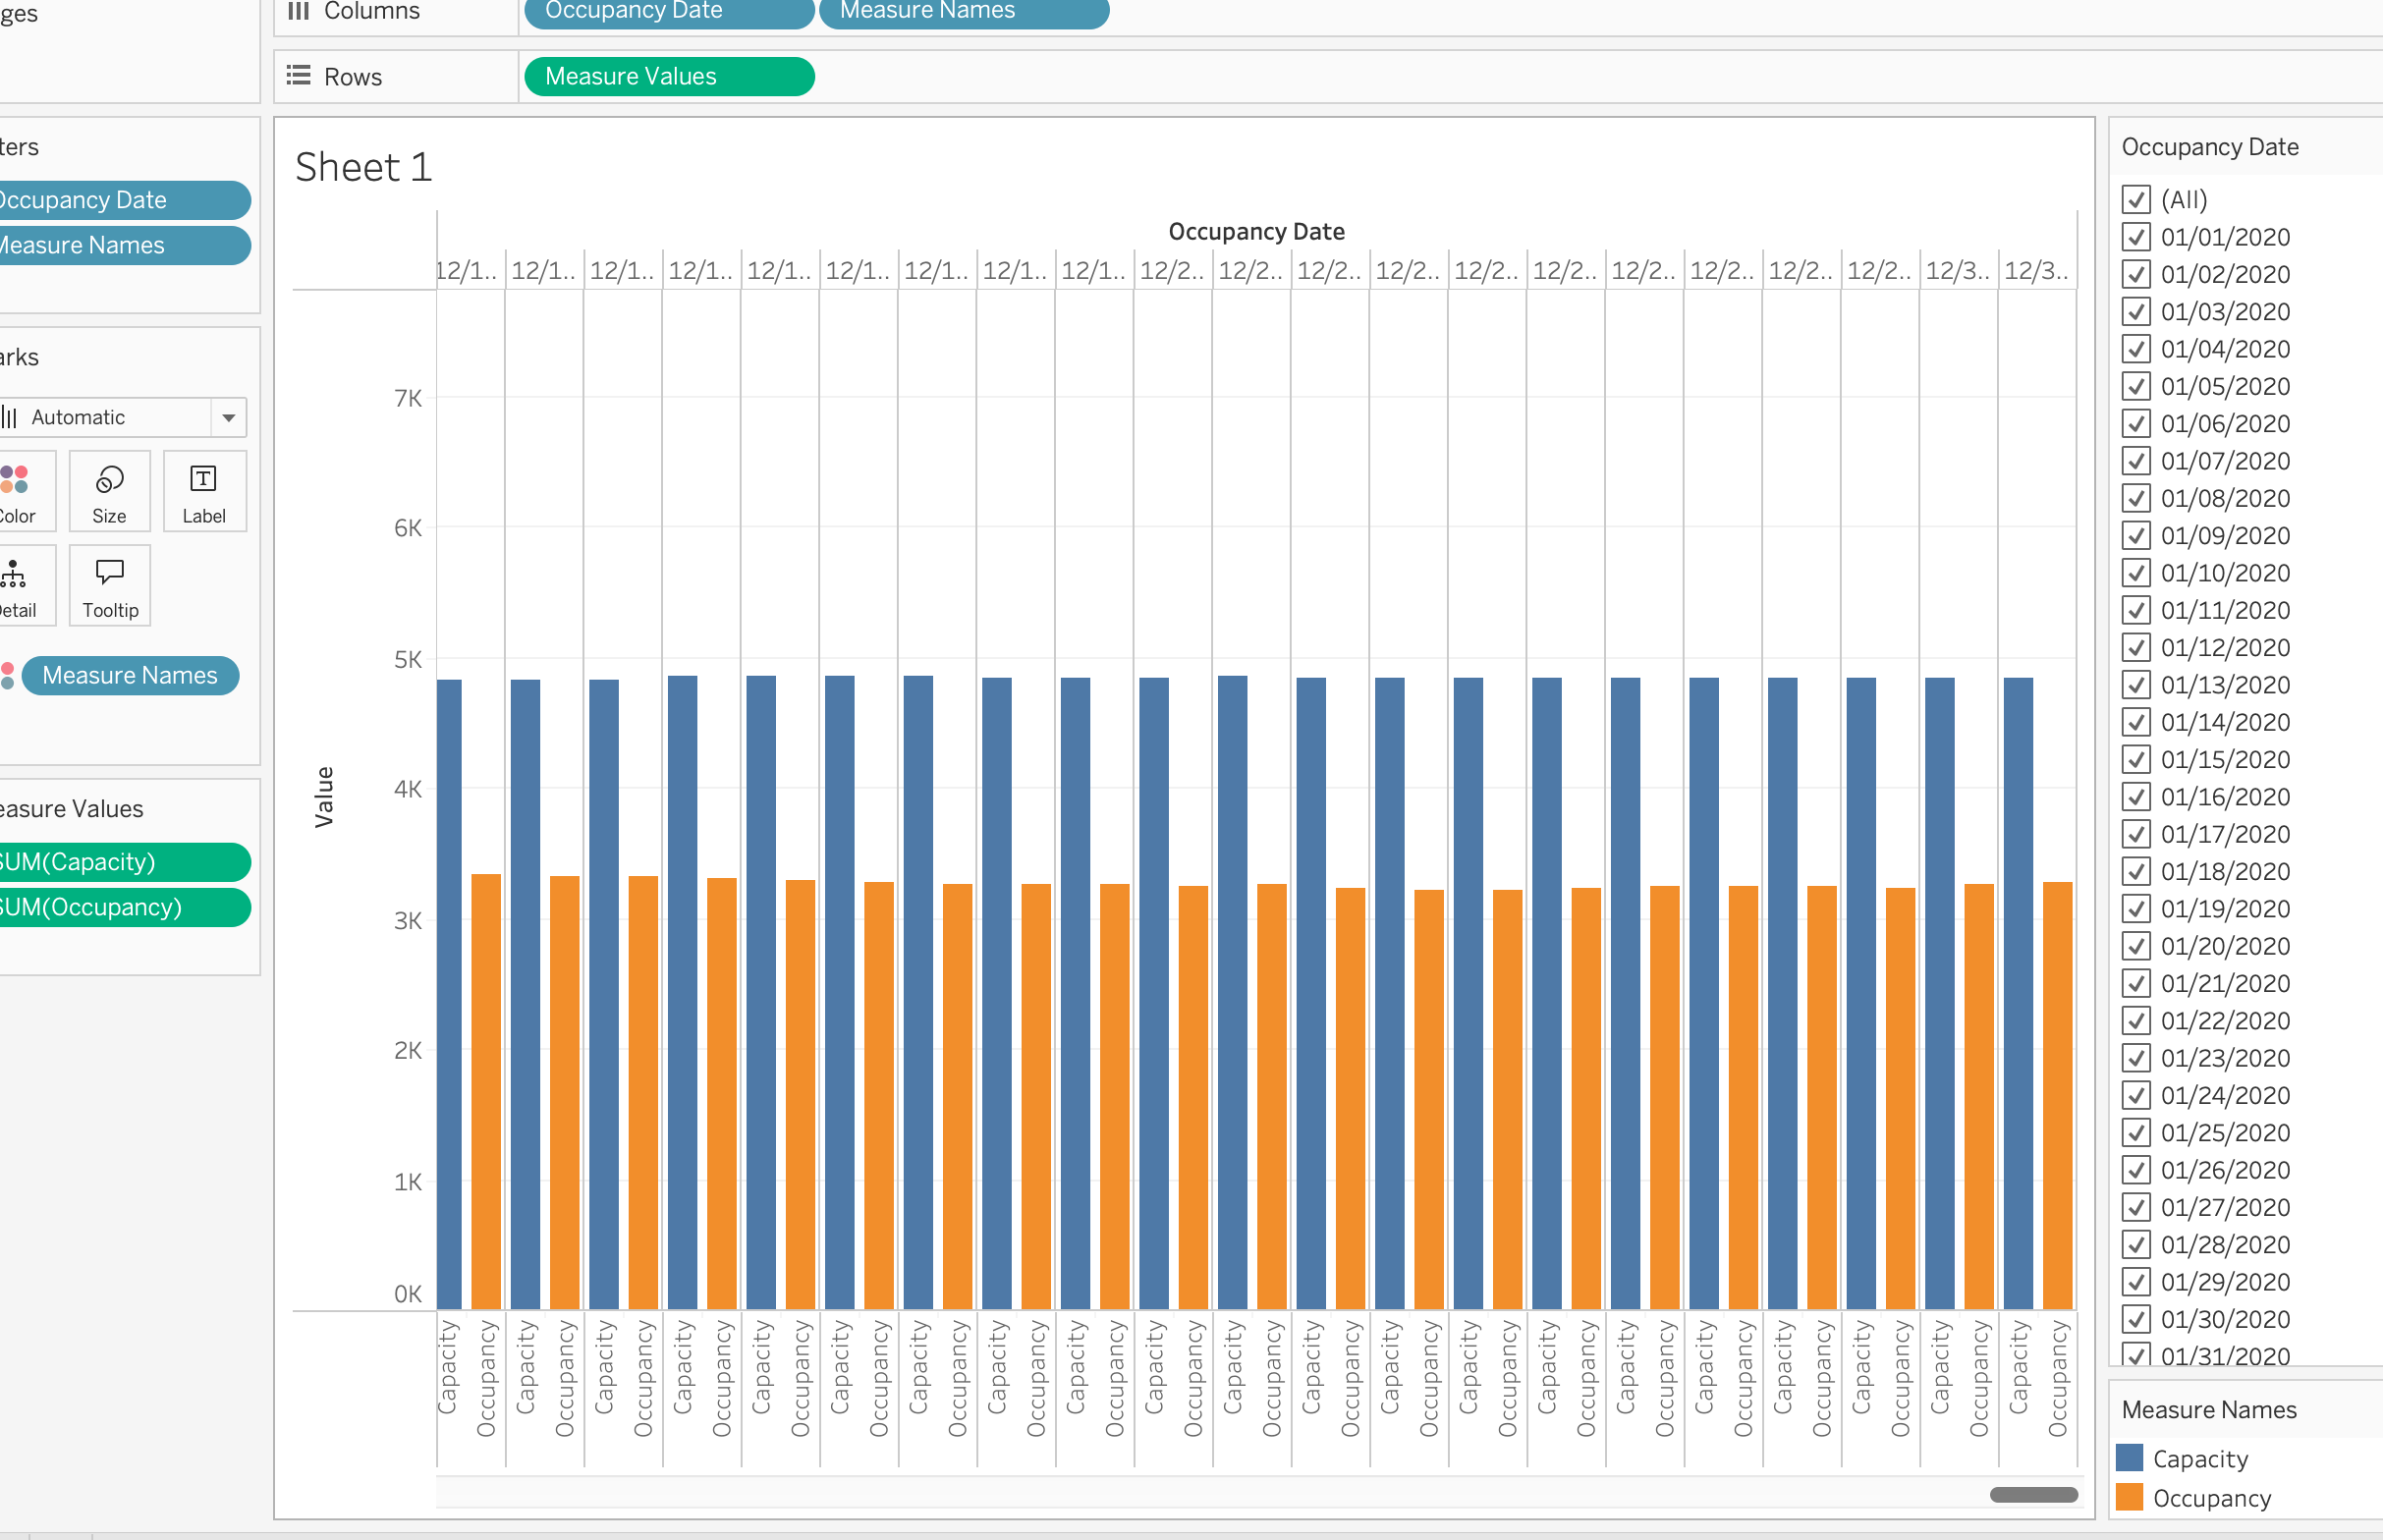 ges
Columns
Occupancy Date
Measure Names
Rows
Measure Values
ters
Occupancy Date
Measure Names
arks
Automatic
Color
Size
Label
Detail
Tooltip
Measure Names
easure Values
SUM(Capacity)
SUM(Occupancy)
Sheet 1
Occupancy Date
12/1.. 12/1.. 12/1.. 12/1.. 12/1.. 12/1.. 12/1.. 12/1.. 12/1.. 12/2.. 12/2.. 12/2.. 12/2.. 12/2.. 12/2.. 12/2.. 12/2.. 12/2.. 12/2.. 12/3.. 12/3..
Value
7K
6K
5K
4K
3K
2K
1K
0K
Capacity Occupancy Capacity Occupancy Capacity Occupancy Capacity Occupancy Capacity Occupancy Capacity Occupancy Capacity Occupancy Capacity Occupancy Capacity Occupancy Capacity Occupancy Capacity Occupancy Capacity Occupancy Capacity Occupancy Capacity Occupancy Capacity Occupancy Capacity Occupancy Capacity Occupancy Capacity Occupancy Capacity Occupancy Capacity Occupancy Capacity Occupancy
Occupancy Date
(All)
01/01/2020
01/02/2020
01/03/2020
01/04/2020
01/05/2020
01/06/2020
01/07/2020
01/08/2020
01/09/2020
01/10/2020
01/11/2020
01/12/2020
01/13/2020
01/14/2020
01/15/2020
01/16/2020
01/17/2020
01/18/2020
01/19/2020
01/20/2020
01/21/2020
01/22/2020
01/23/2020
01/24/2020
01/25/2020
01/26/2020
01/27/2020
01/28/2020
01/29/2020
01/30/2020
01/31/2020
Measure Names
Capacity
Occupancy